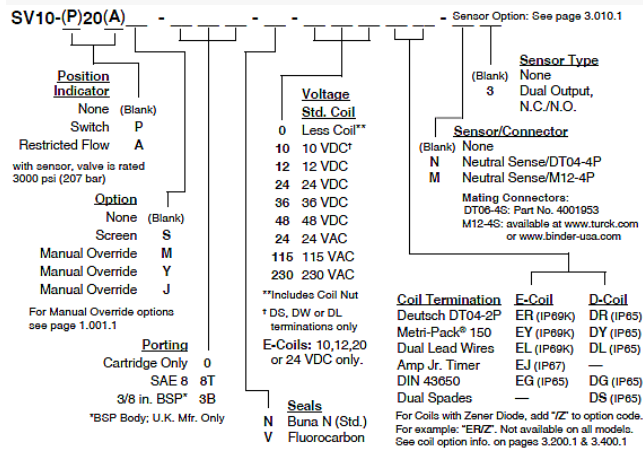 SV10-(P)20(A)_ - _ _ _ - _ - _ _ _ - _ _ - _ _ Sensor Option: See page 3.010.1
Position
Indicator
None (Blank)
Switch P
Restricted Flow A
with sensor, valve is rated
3000 psi (207 bar)
Option
None (Blank)
Screen S
Manual Override M
Manual Override Y
Manual Override J
For Manual Override options
see page 1.001.1
Porting
Cartridge Only 0
SAE 8 8T
3/8 in. BSP* 3B
*BSP Body; U.K. Mfr. Only
Seals
N Buna N (Std.)
V Fluorocarbon
Voltage
Std. Coil
0 Less Coil**
10 10 VDC†
12 12 VDC
24 24 VDC
36 36 VDC
48 48 VDC
24 24 VAC
115 115 VAC
230 230 VAC
**Includes Coil Nut
† DS, DW or DL
terminations only
E-Coils: 10,12,20
or 24 VDC only.
Sensor Type
(Blank) None
3 Dual Output,
N.C./N.O.
Sensor/Connector
(Blank) None
N Neutral Sense/DT04-4P
M Neutral Sense/M12-4P
Mating Connectors:
DT06-4S: Part No. 4001953
M12-4S: available at www.turck.com
or www.binder-usa.com
Coil Termination E-Coil D-Coil
Deutsch DT04-2P ER (IP69K) DR (IP65)
Metri-Pack® 150 EY (IP69K) DY (IP65)
Dual Lead Wires EL (IP69K) DL (IP65)
Amp Jr. Timer EJ (IP67) —
DIN 43650 EG (IP65) DG (IP65)
Dual Spades — DS (IP65)
For Coils with Zener Diode, add "/Z" to option code.
For example: "ER/Z". Not available on all models.
See coil option info. on pages 3.200.1 & 3.400.1